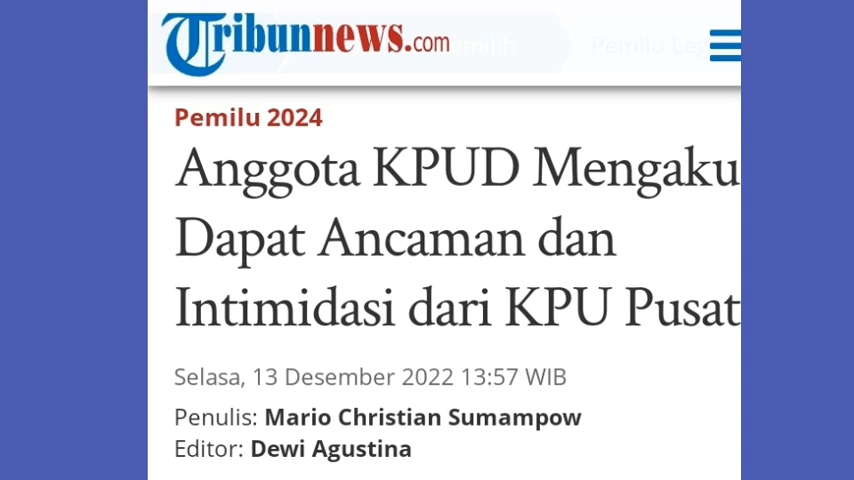 Tribunnews.com
Pemilu Leg
Pemilu 2024
Anggota KPUD Mengaku
Dapat Ancaman dan
Intimidasi dari KPU Pusat
Selasa, 13 Desember 2022 13:57 WIB
Penulis: Mario Christian Sumampow
Editor: Dewi Agustina